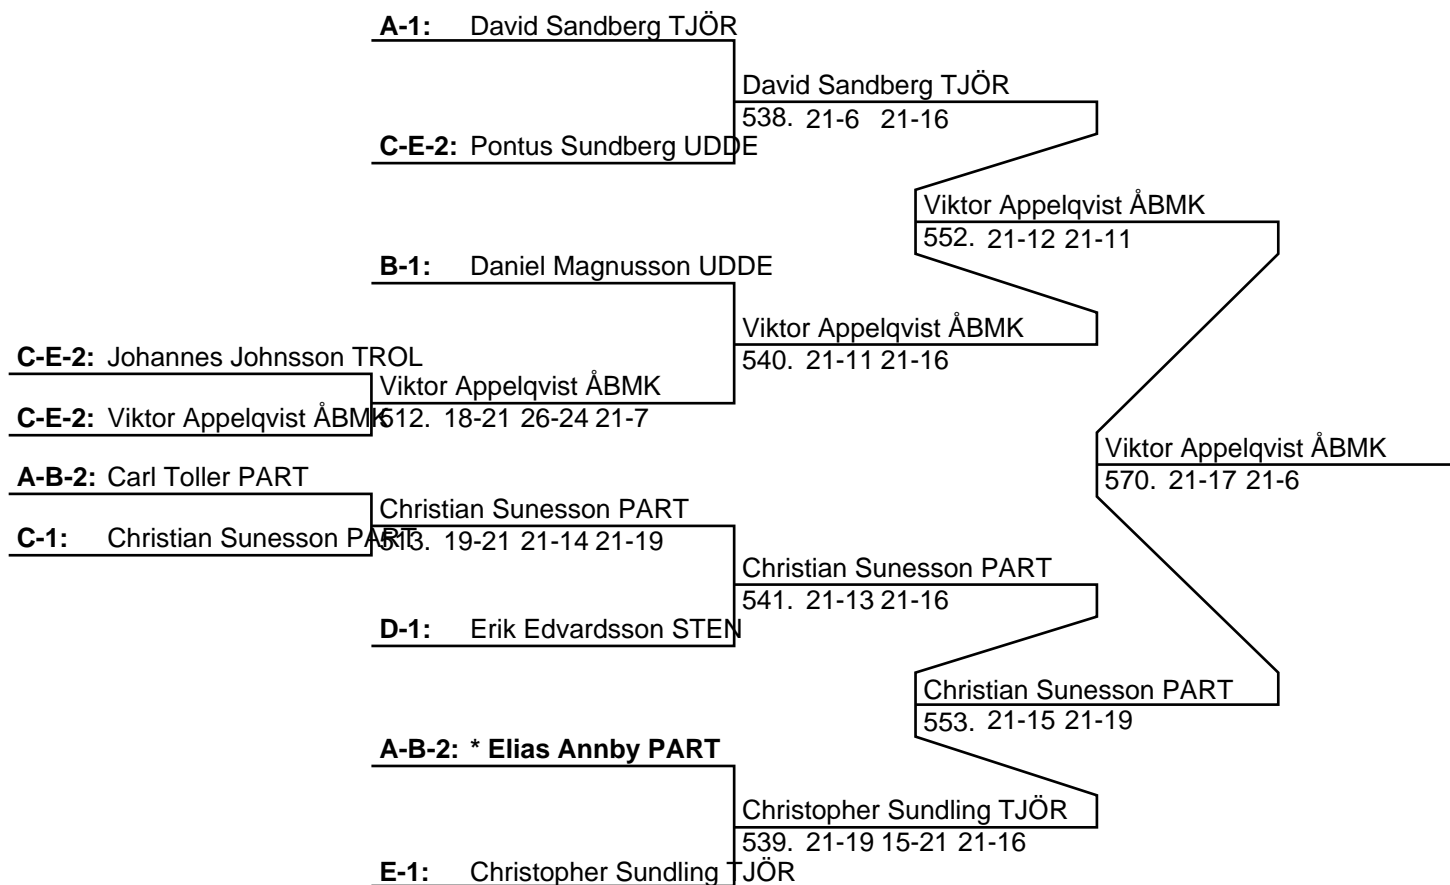 A-1: David Sandberg TJÖR
David Sandberg TJÖR
538. 21-6 21-16
C-E-2: Pontus Sundberg UDDE
Viktor Appelqvist ÅBMK
552. 21-12 21-11
B-1: Daniel Magnusson UDDE
Viktor Appelqvist ÅBMK
540. 21-11 21-16
C-E-2: Johannes Johnsson TROL
Viktor Appelqvist ÅBMK
512. 18-21 26-24 21-7
C-E-2: Viktor Appelqvist ÅBMK
Viktor Appelqvist ÅBMK
570. 21-17 21-6
A-B-2: Carl Toller PART
Christian Sunesson PART
513. 19-21 21-14 21-19
C-1: Christian Sunesson PART
Christian Sunesson PART
541. 21-13 21-16
D-1: Erik Edvardsson STEN
Christian Sunesson PART
553. 21-15 21-19
A-B-2: * Elias Annby PART
Christopher Sundling TJÖR
539. 21-19 15-21 21-16
E-1: Christopher Sundling TJÖR